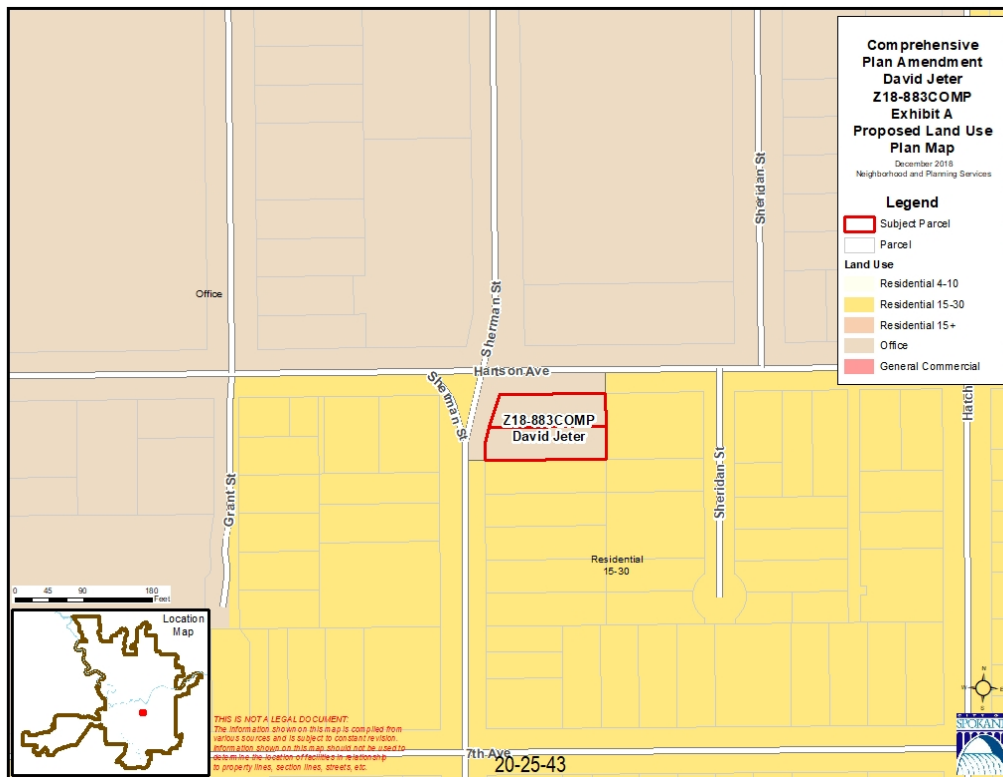 Comprehensive
Plan Amendment
David Jeter
Z18-883COMP
Exhibit A
Proposed Land Use
Plan Map
December 2018
Neighborhood and Planning Services
Legend
Subject Parcel
Parcel
Land Use
Residential 4-10
Residential 15-30
Residential 15+
Office
General Commercial
Sheridan St
Office
Sherman St
Hartson Ave
Sherman St
Z18-883COMP
David Jeter
Hatch
Grant St
Sheridan St
Residential
15-30
0 45 90 180
Feet
Location
Map
THIS IS NOT A LEGAL DOCUMENT:
The information shown on this map is compiled from
various sources and is subject to constant revision.
Information shown on this map should not be used to
determine the location of facilities in relationship
to property lines, section lines, streets, etc.
7th Ave
20-25-43
N
W E
S
SPOKANE